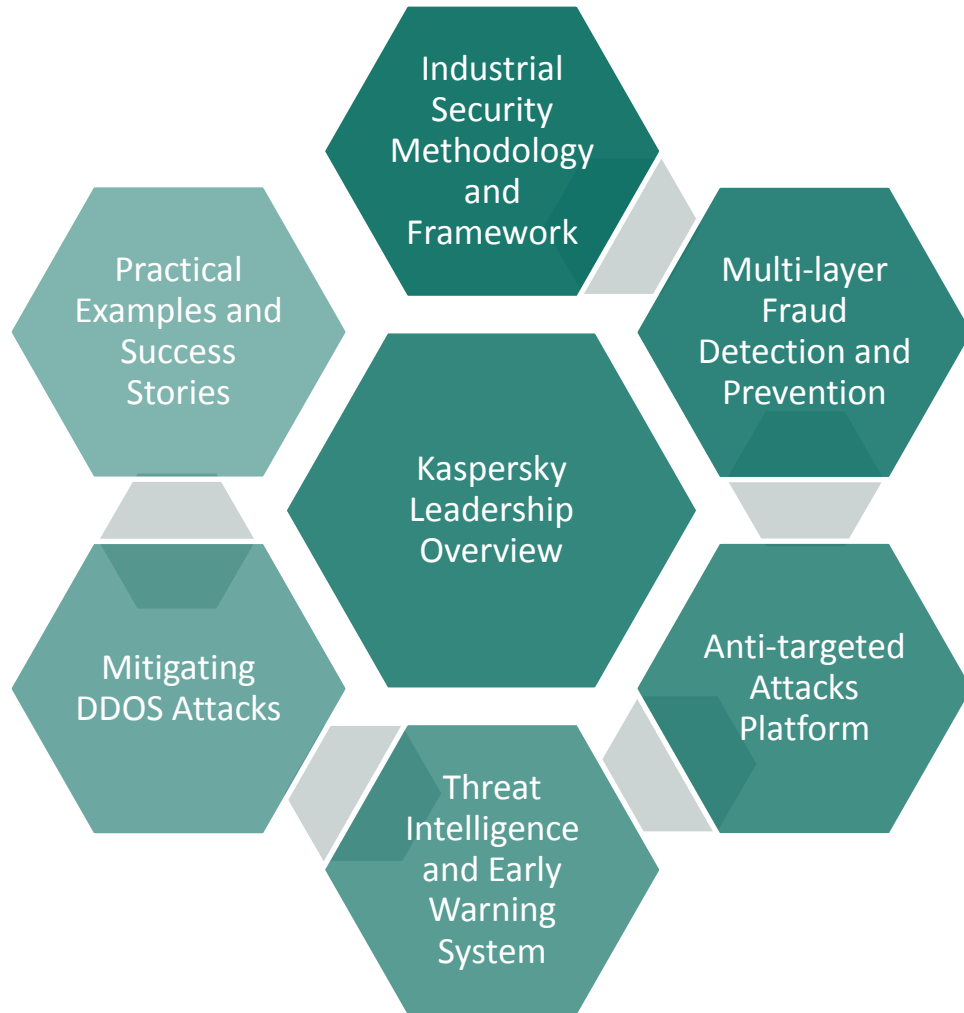 Industrial
Security
Methodology
and
Framework
Multi-layer
Fraud
Detection and
Prevention
Anti-targeted
Attacks
Platform
Threat
Intelligence
and Early
Warning
System
Mitigating
DDOS Attacks
Practical
Examples and
Success
Stories
Kaspersky
Leadership
Overview